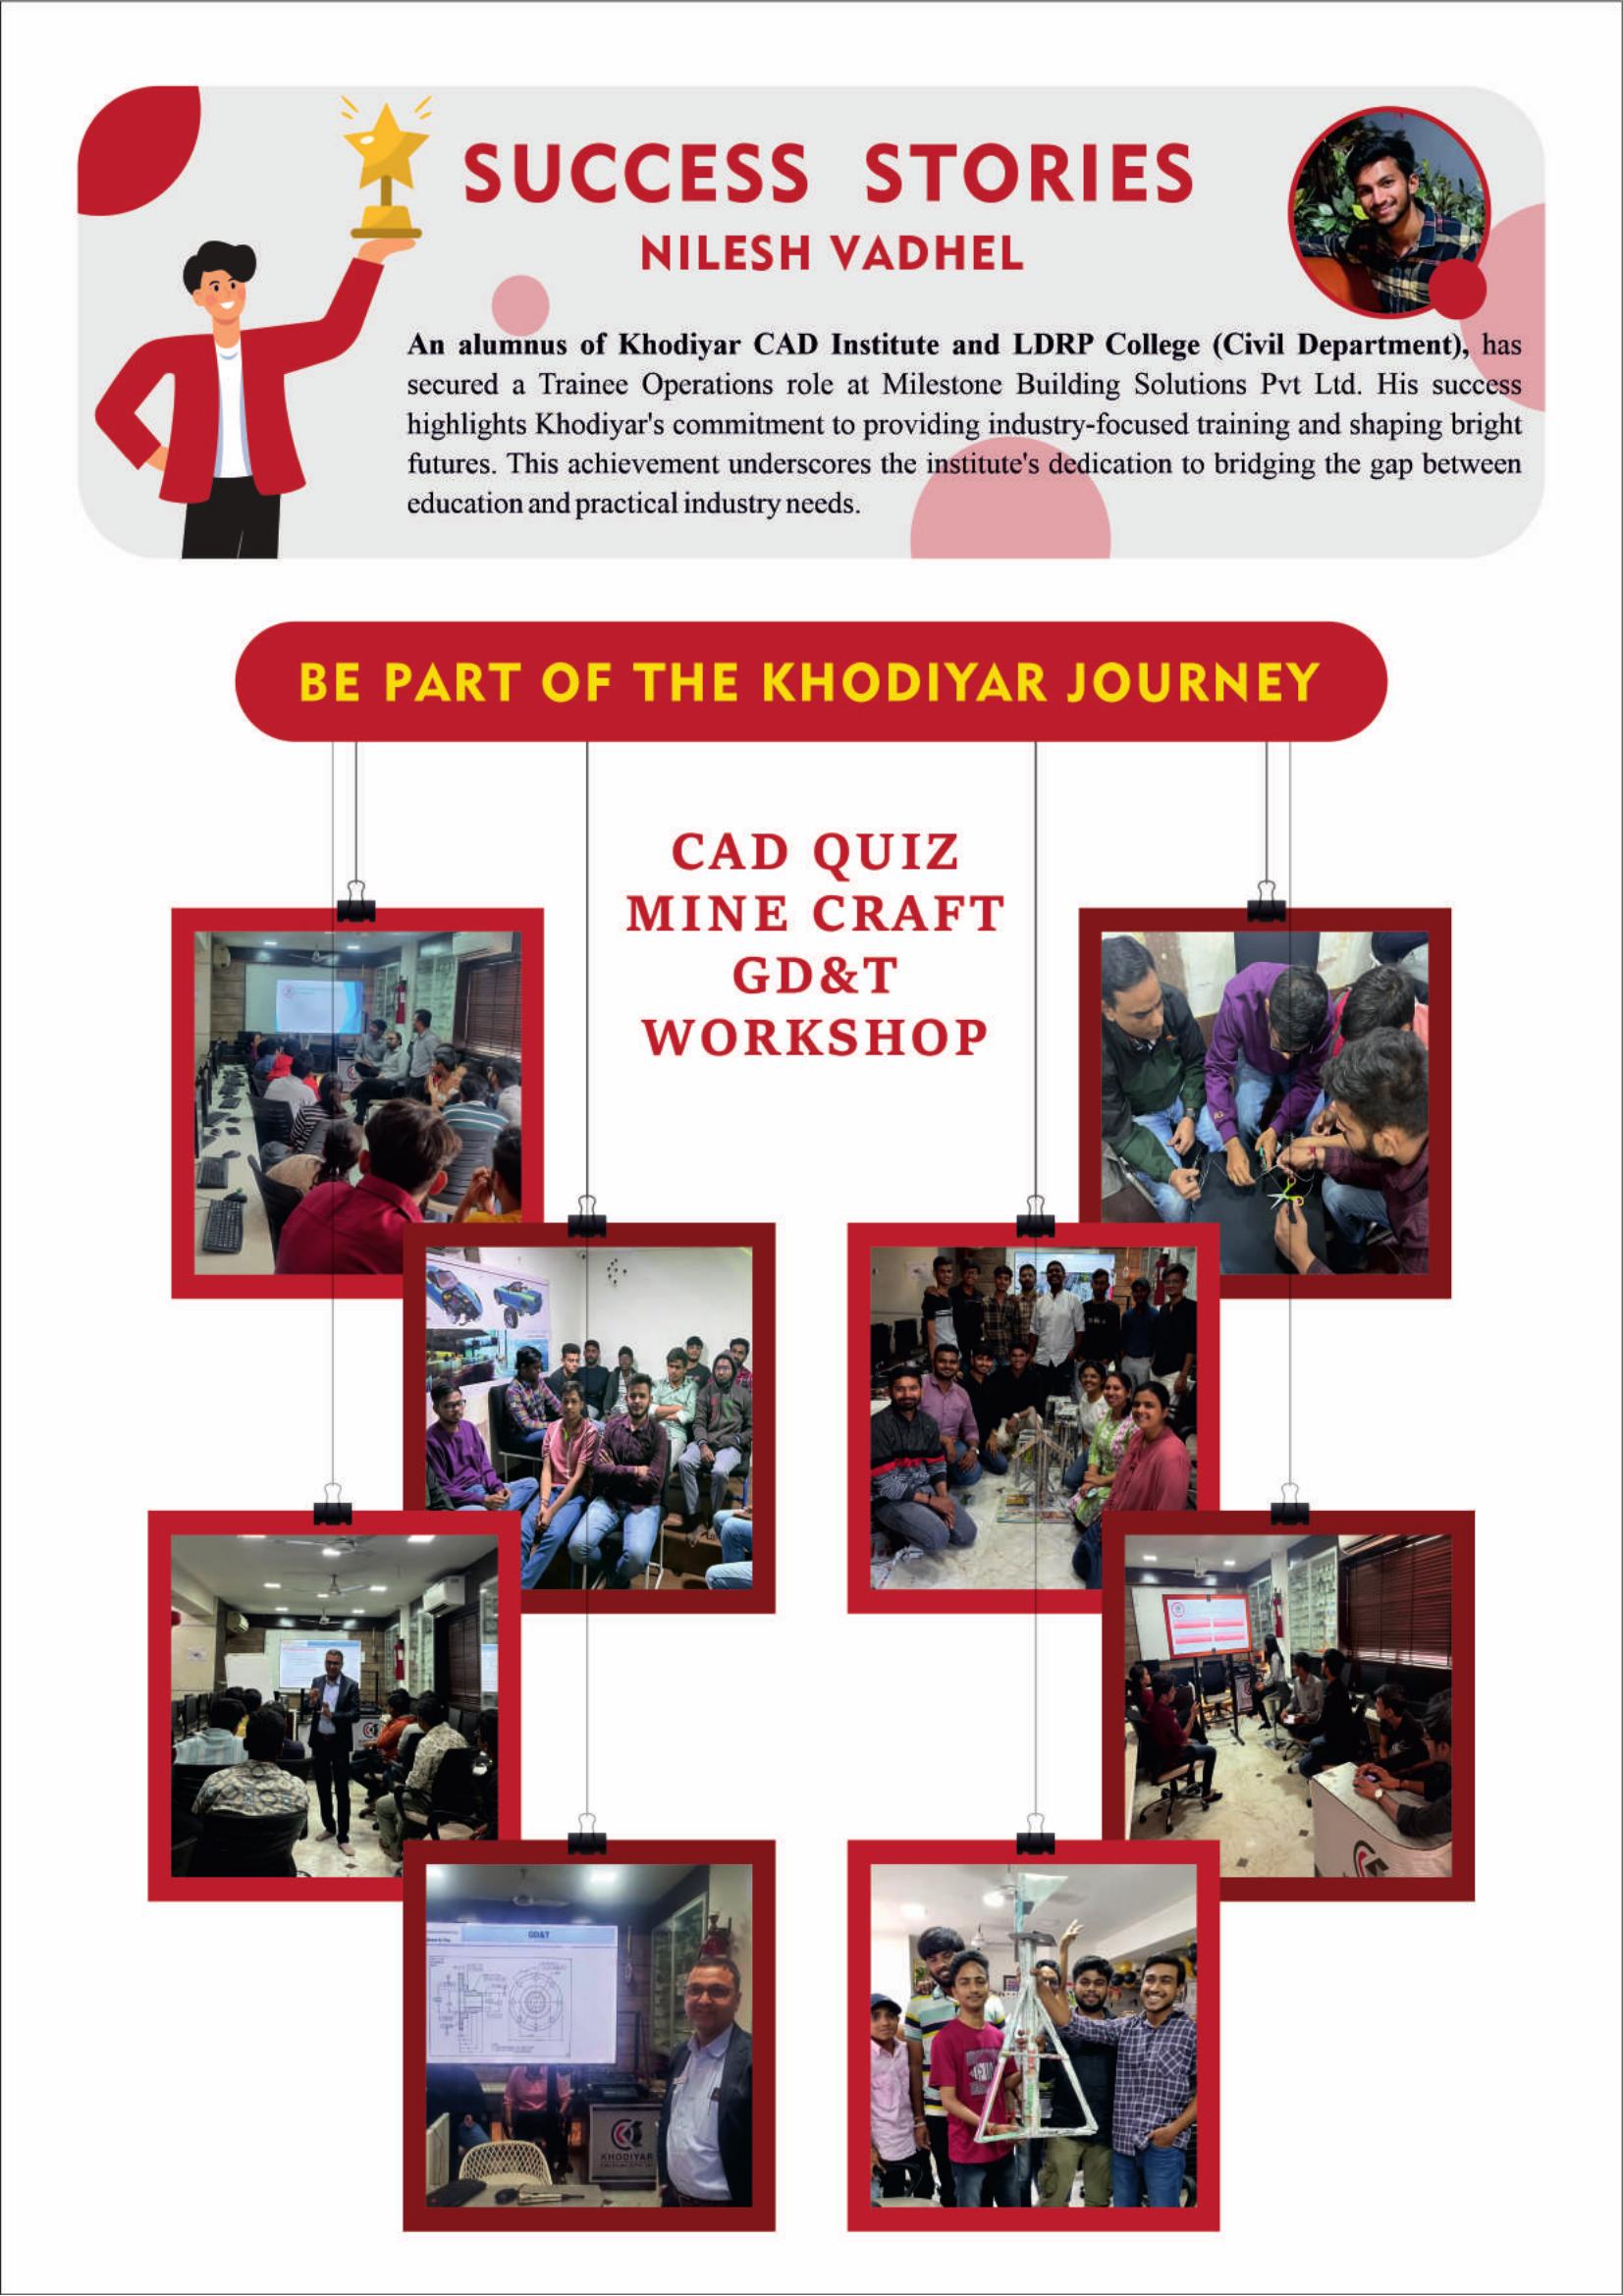 SUCCESS STORIES
NILESH VADHEL
An alumnus of Khodiyar CAD Institute and LDRP College (Civil Department), has
secured a Trainee Operations role at Milestone Building Solutions Pvt Ltd. His success
highlights Khodiyar's commitment to providing industry-focused training and shaping bright
futures. This achievement underscores the institute's dedication to bridging the gap between
education and practical industry needs.
BE PART OF THE KHODIYAR JOURNEY
CAD QUIZ
MINE CRAFT
GD&T
WORKSHOP
GD&T
KHODIYAR